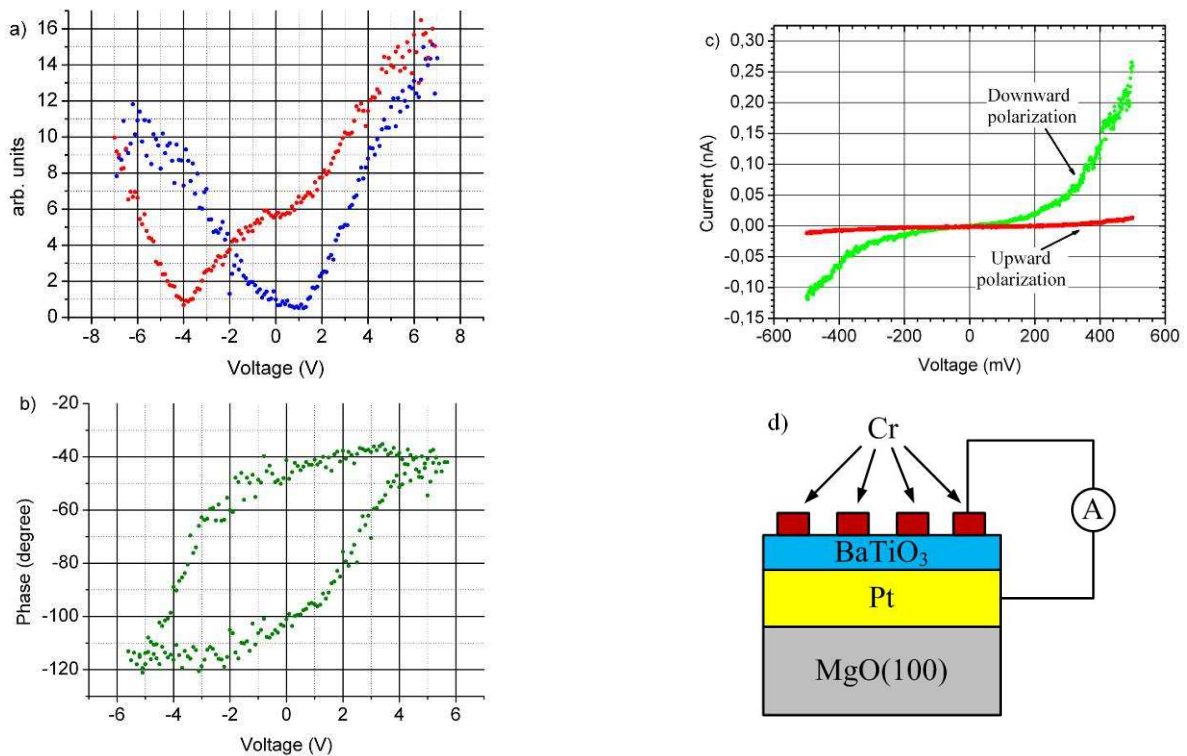 a)
16
14
12
10
8
6
4
2
0
arb. units
-8 -6 -4 -2 0 2 4 6 8
Voltage (V)
b)
-20
-40
-60
-80
-100
-120
Phase (degree)
-6 -4 -2 0 2 4 6
Voltage (V)
c)
0,30
0,25
0,20
0,15
0,10
0,05
0,00
-0,05
-0,10
-0,15
Current (nA)
Downward
polarization
Upward
polarization
-600 -400 -200 0 200 400 600
Voltage (mV)
d)
Cr
A
BaTiO₃
Pt
MgO(100)